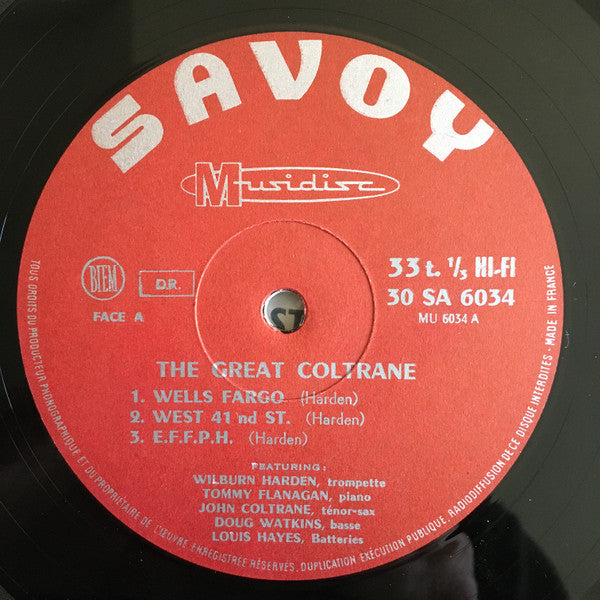 SAVOY
Musidisc
BIEM
D.R.
FACE A
33 t. 1/3 HI-FI
30 SA 6034
MU 6034 A
THE GREAT COLTRANE
1. WELLS FARGO (Harden)
2. WEST 41 nd ST. (Harden)
3. E.F.F.P.H. (Harden)
FEATURING:
WILBURN HARDEN, trompette
TOMMY FLANAGAN, piano
JOHN COLTRANE, ténor-sax
DOUG WATKINS, basse
LOUIS HAYES, Batteries
TOUS DROITS DU PRODUCTEUR PHONOGRAPHIQUE ET DU PROPRIÉTAIRE DE L'ŒUVRE ENREGISTRÉE RÉSERVÉS. DUPLICATION EXÉCUTION PUBLIQUE, RADIODIFFUSION DE CE DISQUE INTERDITES - MADE IN FRANCE
ST